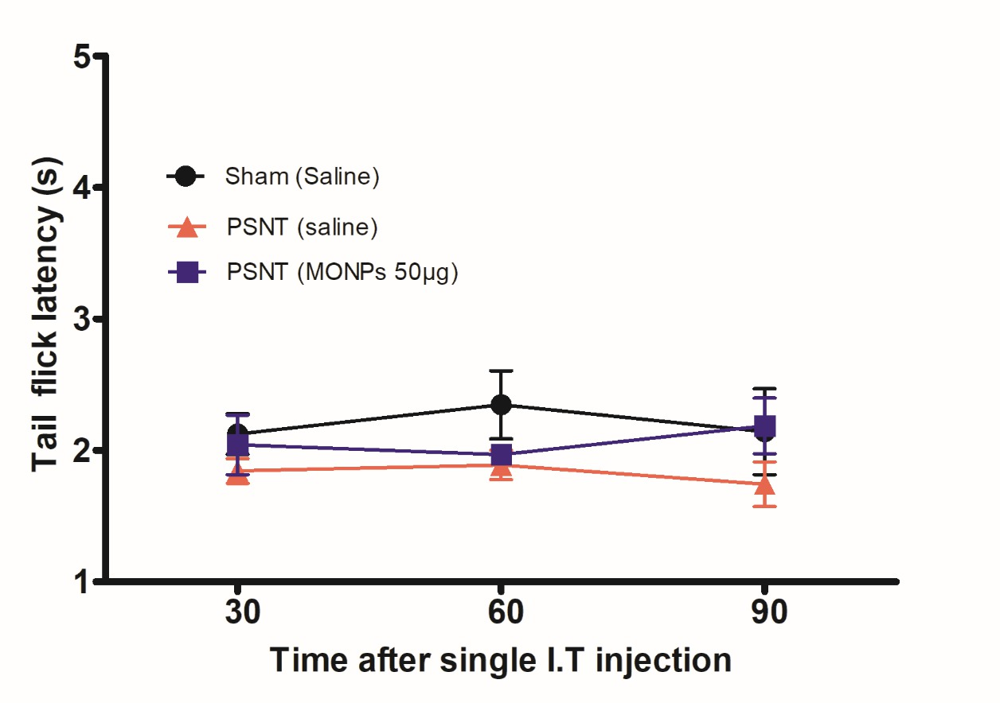 5
4
3
2
1
Tail flick latency (s)
Sham (Saline)
PSNT (saline)
PSNT (MONPs 50µg)
30 60 90
Time after single I.T injection